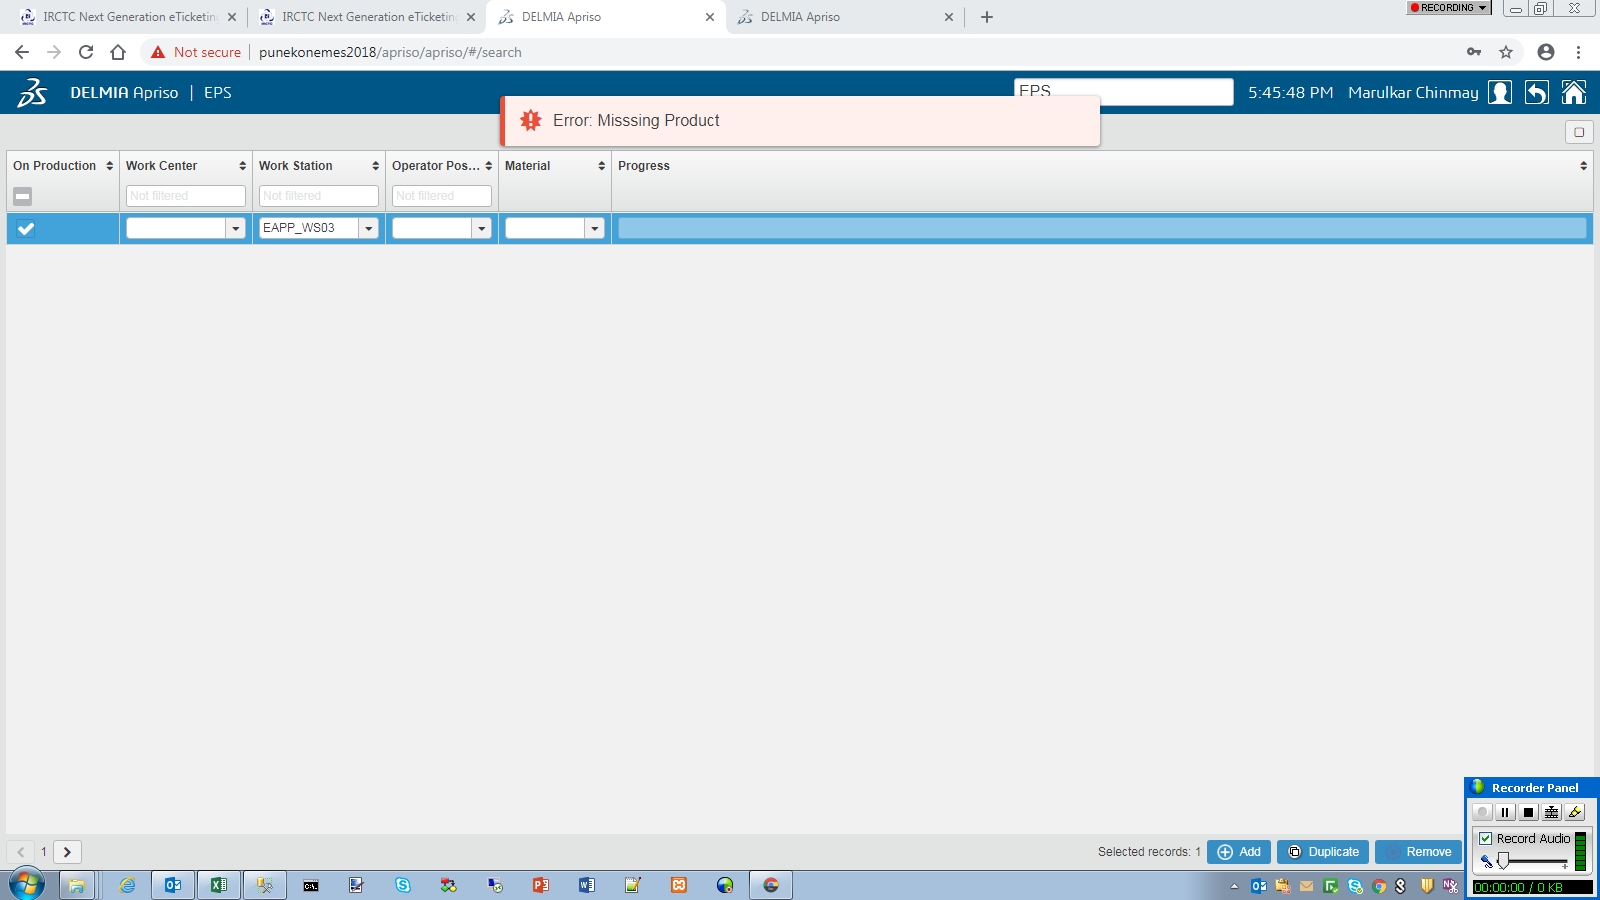 IRCTC Next Generation eTicketing
IRCTC Next Generation eTicketing
DELMIA Apriso
DELMIA Apriso
RECORDING
Not secure
punekonemes2018/apriso/apriso/#/search
DELMIA Apriso | EPS
EPS
5:45:48 PM
Marulkar Chinmay
Error: Misssing Product
On Production
Work Center
Work Station
Operator Pos...
Material
Progress
Not filtered
Not filtered
Not filtered
EAPP_WS03
Recorder Panel
Record Audio
00:00:00 / 0 KB
1
Selected records: 1
Add
Duplicate
Remove